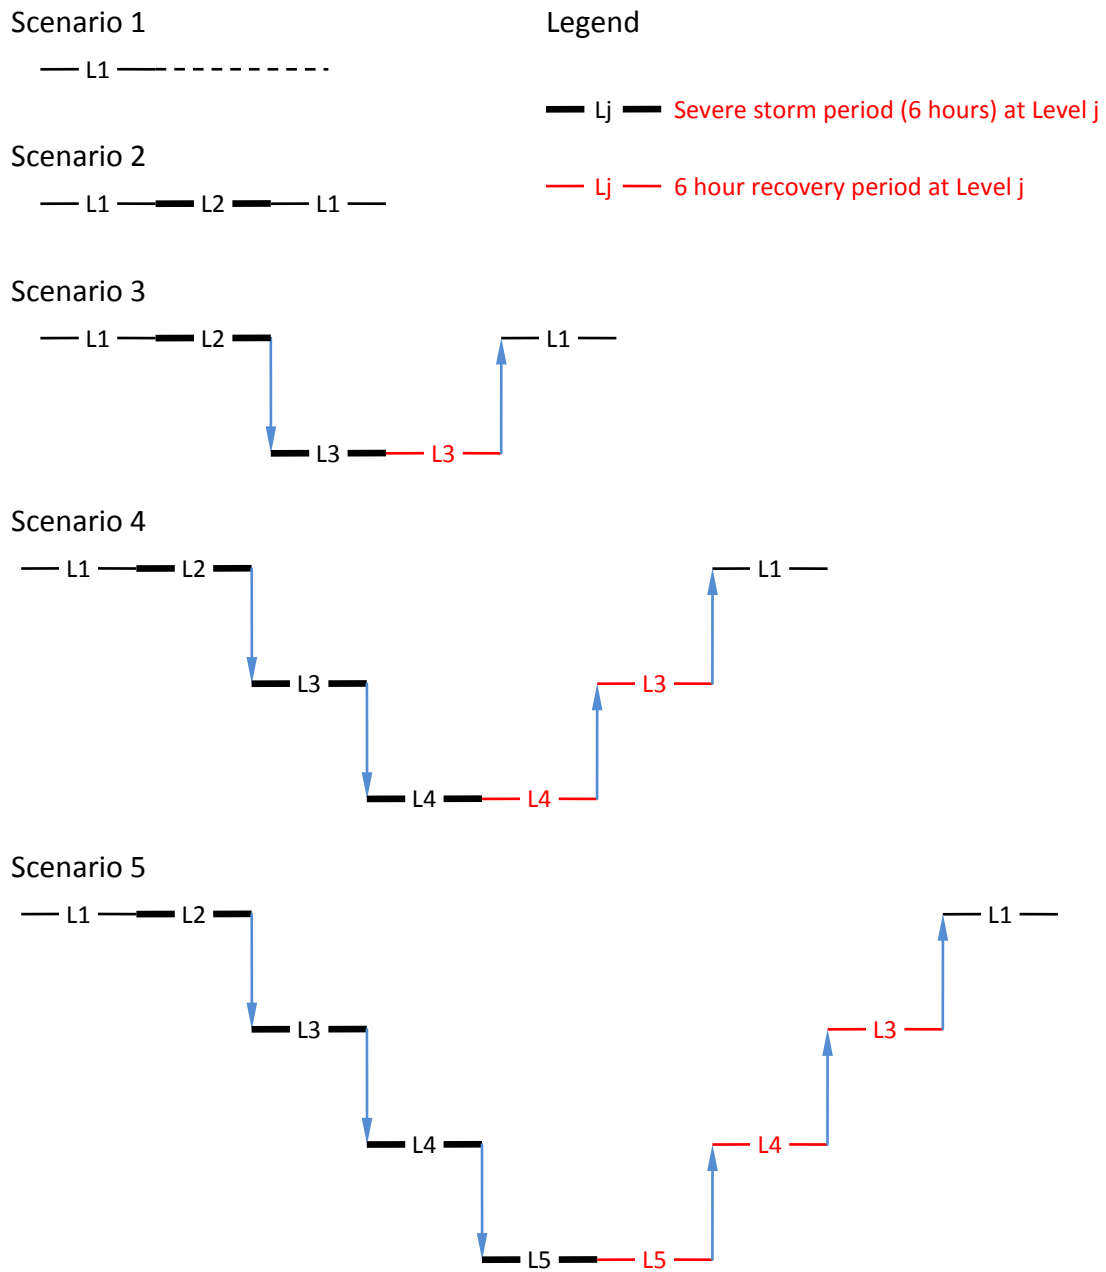 Scenario 1
Legend
L1
Lj Severe storm period (6 hours) at Level j
Scenario 2
Lj 6 hour recovery period at Level j
L1 L2 L1
Scenario 3
L1 L2 L1
L3 L3
Scenario 4
L1 L2 L1
L3 L3
L4 L4
Scenario 5
L1 L2 L1
L3 L3
L4 L4
L5 L5